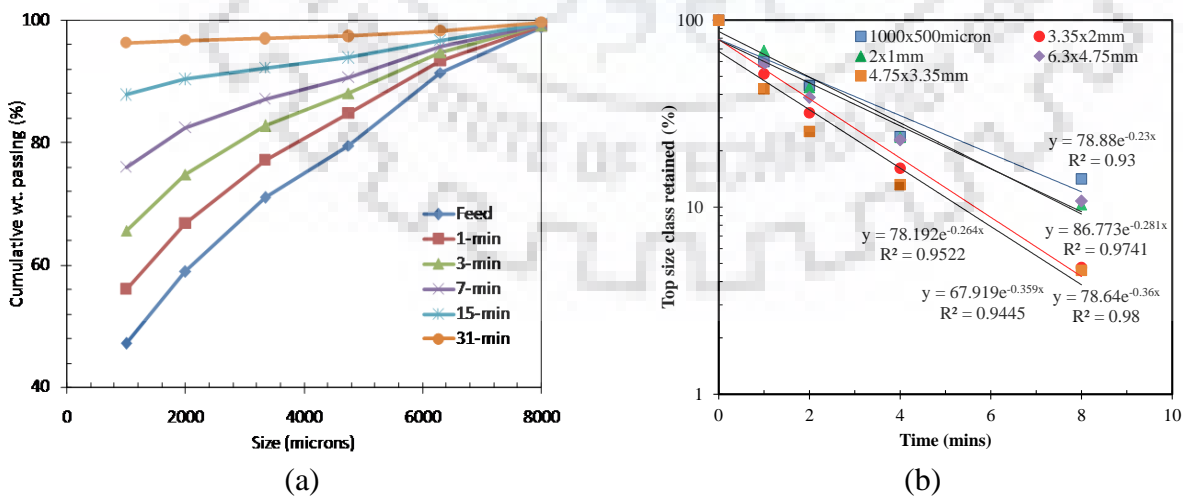 100
80
60
40
0
2000
4000
6000
8000
Cumulative wt. passing (%)
Size (microns)
Feed
1-min
3-min
7-min
15-min
31-min
(a)
100
10
1
0
2
4
6
8
10
Top size class retained (%)
Time (mins)
1000x500micron
3.35x2mm
2x1mm
6.3x4.75mm
4.75x3.35mm
y = 78.88e^-0.23x
R² = 0.93
y = 78.192e^-0.264x
R² = 0.9522
y = 86.773e^-0.281x
R² = 0.9741
y = 67.919e^-0.359x
R² = 0.9445
y = 78.64e^-0.36x
R² = 0.98
(b)